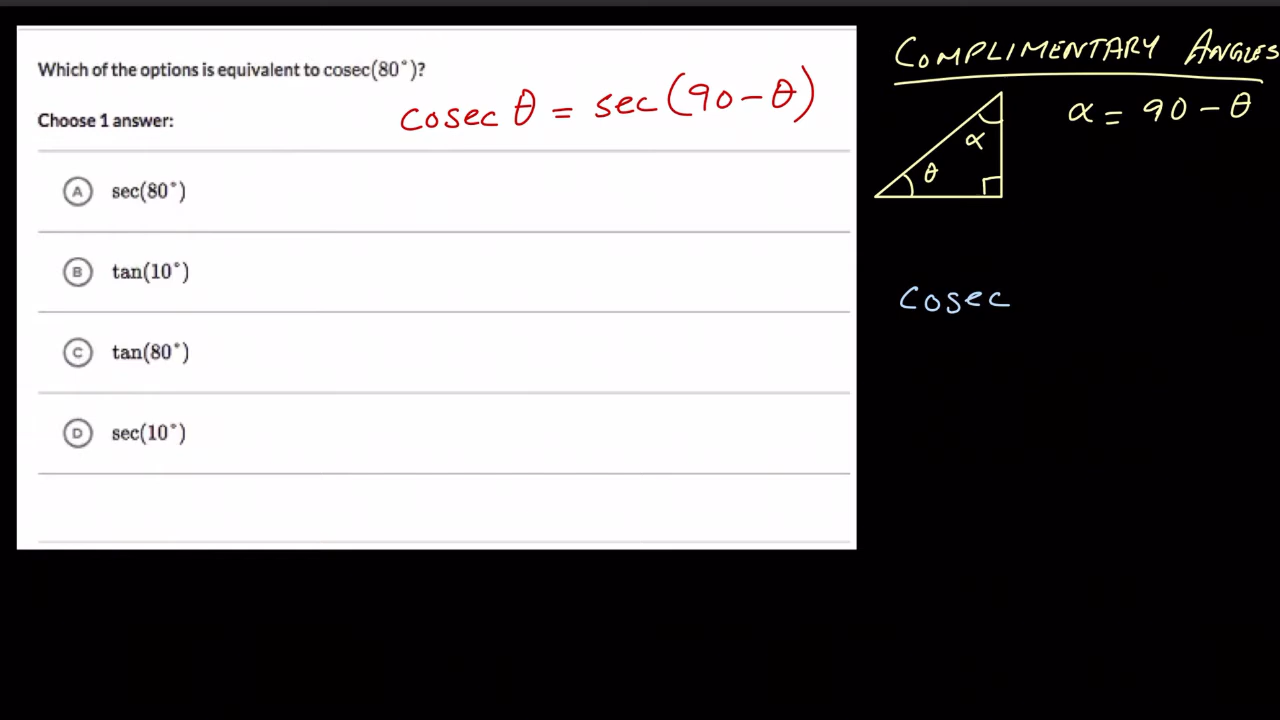 Which of the options is equivalent to cosec(80°)?
cosec θ = sec(90-θ)
Choose 1 answer:
A sec(80°)
B tan(10°)
C tan(80°)
D sec(10°)
COMPLIMENTARY ANGLES
α = 90 - θ
α
θ
cosec